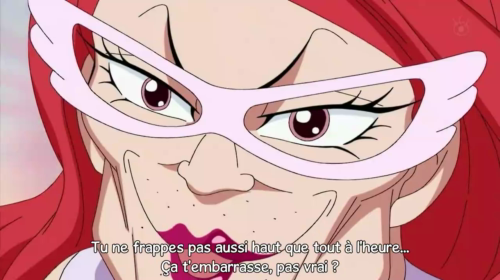 Tu ne frappes pas aussi haut que tout à l'heure...
Ça t'embarrasse, pas vrai ?